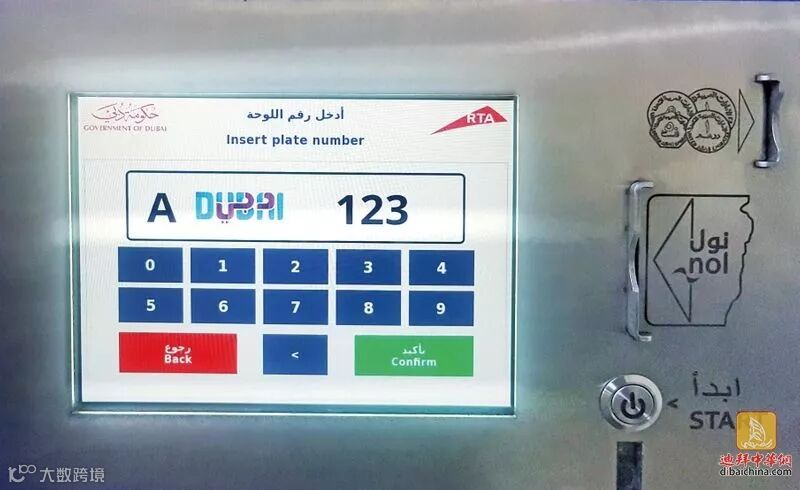 حكومة دبي
GOVERNMENT OF DUBAI
أدخل رقم اللوحة
Insert plate number
RTA
A DUBAI دبي 123
0 1 2 3 4
5 6 7 8 9
رجوع
Back
<
تأكيد
Confirm
نول
nol
ابدأ
< STA
迪拜中华网
dibaichina.com
大数跨境